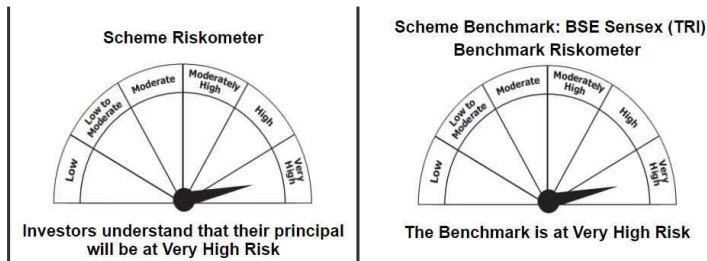 Scheme Riskometer
Low
Low to
Moderate
Moderate
Moderately
High
High
Very
High
Investors understand that their principal
will be at Very High Risk
Scheme Benchmark: BSE Sensex (TRI)
Benchmark Riskometer
Low
Low to
Moderate
Moderate
Moderately
High
High
Very
High
The Benchmark is at Very High Risk